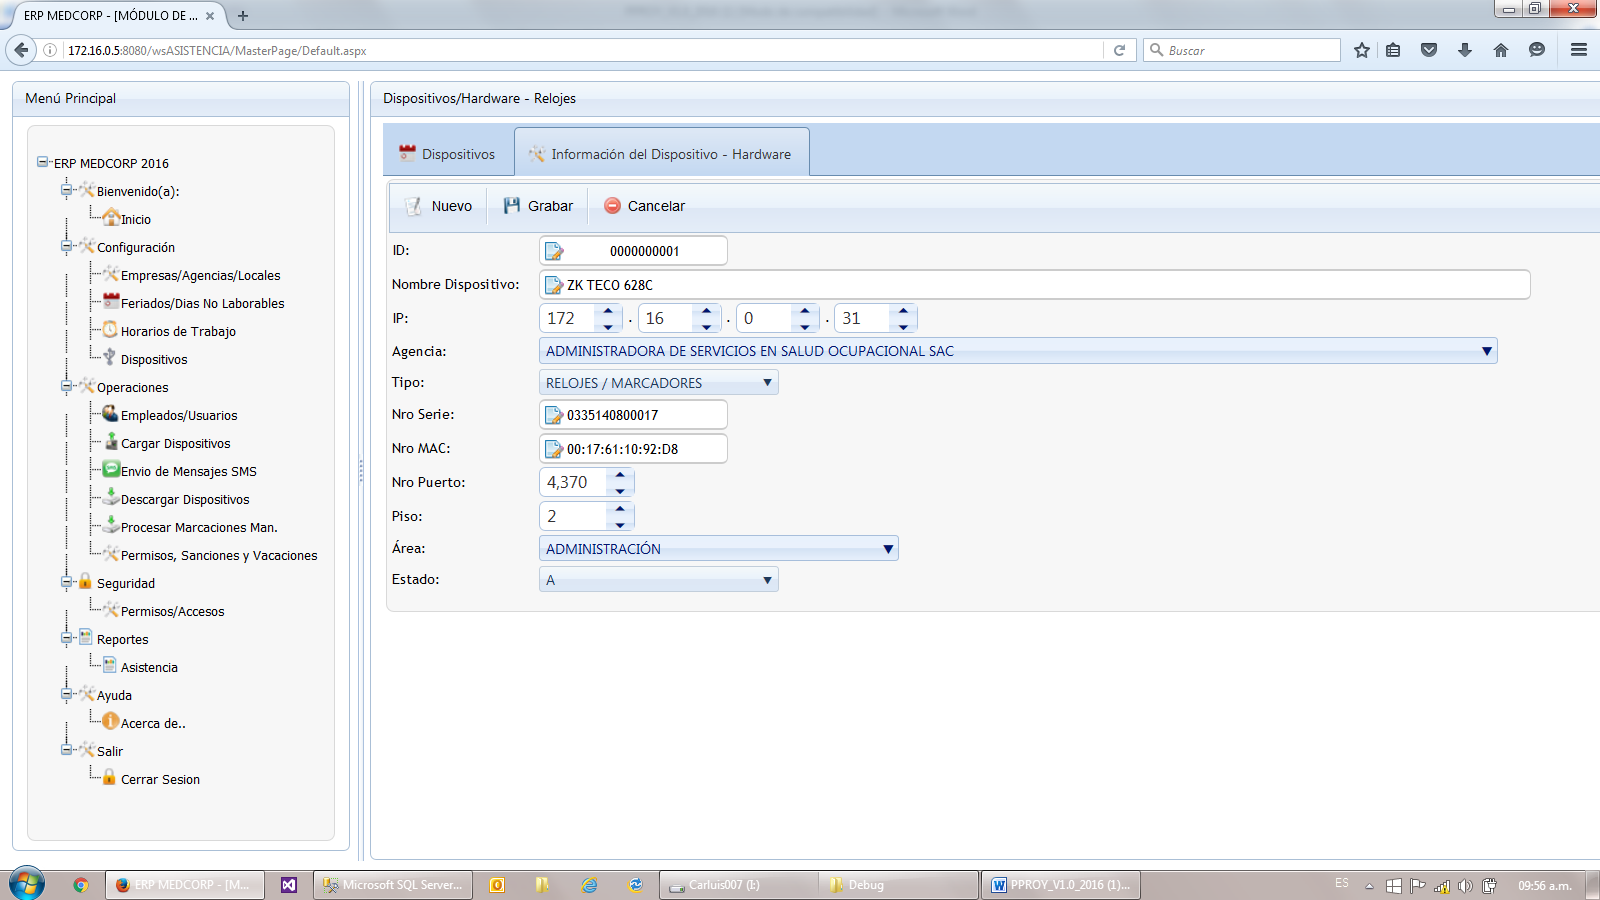 ERP MEDCORP - [MÓDULO DE ...
172.16.0.5:8080/wsASISTENCIA/MasterPage/Default.aspx
Buscar
Menú Principal
ERP MEDCORP 2016
Bienvenido(a):
Inicio
Configuración
Empresas/Agencias/Locales
Feriados/Dias No Laborables
Horarios de Trabajo
Dispositivos
Operaciones
Empleados/Usuarios
Cargar Dispositivos
Envio de Mensajes SMS
Descargar Dispositivos
Procesar Marcaciones Man.
Permisos, Sanciones y Vacaciones
Seguridad
Permisos/Accesos
Reportes
Asistencia
Ayuda
Acerca de..
Salir
Cerrar Sesion
Dispositivos/Hardware - Relojes
Dispositivos
Información del Dispositivo - Hardware
Nuevo
Grabar
Cancelar
ID: 0000000001
Nombre Dispositivo: ZK TECO 628C
IP: 172 . 16 . 0 . 31
Agencia: ADMINISTRADORA DE SERVICIOS EN SALUD OCUPACIONAL SAC
Tipo: RELOJES / MARCADORES
Nro Serie: 0335140800017
Nro MAC: 00:17:61:10:92:D8
Nro Puerto: 4,370
Piso: 2
Área: ADMINISTRACIÓN
Estado: A
ERP MEDCORP - [M...
Microsoft SQL Server...
Carluis007 (I:)
Debug
PPROY_V1.0_2016 (1)...
ES
09:56 a.m.